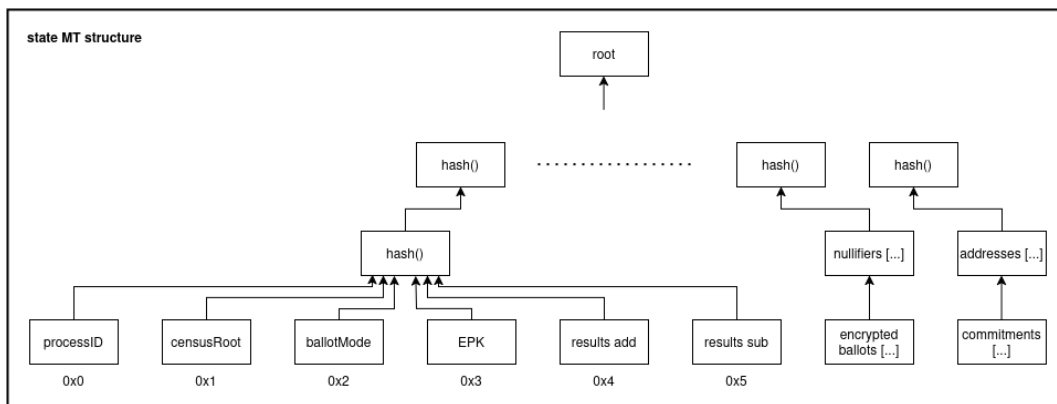 state MT structure
root
hash()
hash()
hash()
hash()
nullifiers [...]
addresses [...]
processID
censusRoot
ballotMode
EPK
results add
results sub
encrypted
ballots [...]
commitments
[...]
0x0
0x1
0x2
0x3
0x4
0x5